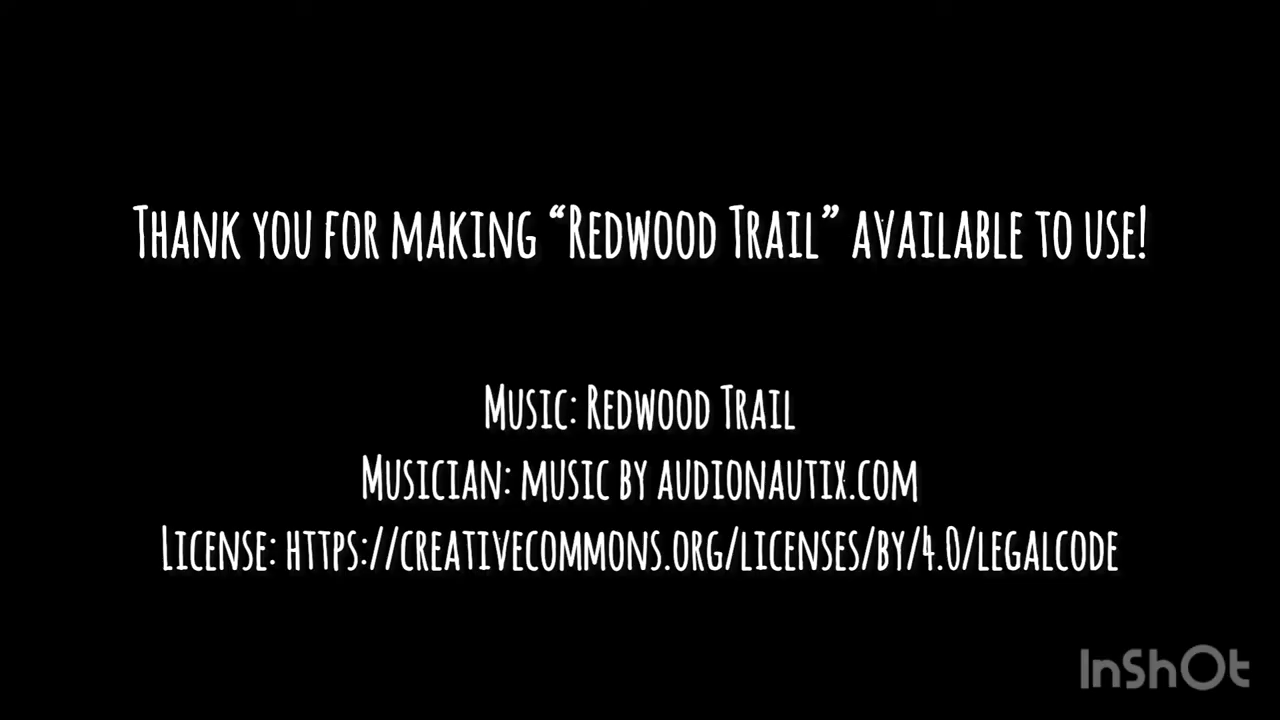 Thank you for making “Redwood Trail” available to use!
Music: Redwood Trail
Musician: music by audionautix.com
License: https://creativecommons.org/licenses/by/4.0/legalcode
InShOt